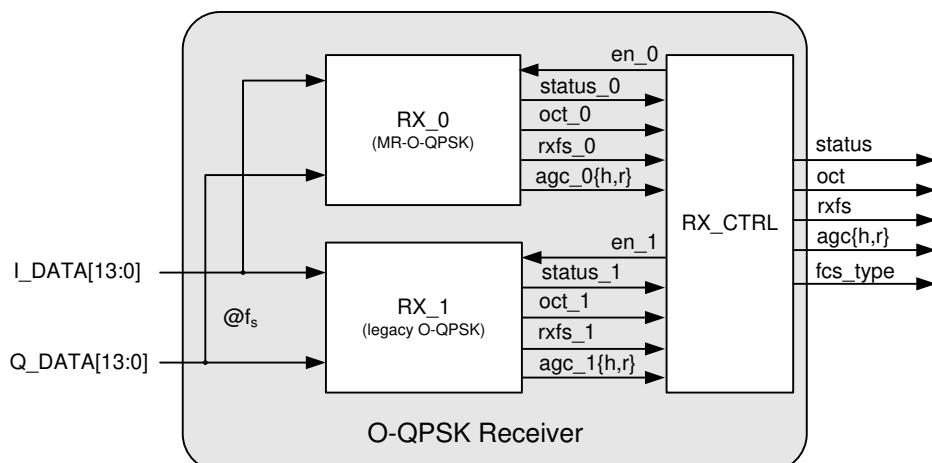 en_0
status_0
RX_0
(MR-O-QPSK)
oct_0
rxfs_0
agc_0{h,r}
status
oct
rxfs
agc{h,r}
fcs_type
RX_CTRL
en_1
I_DATA[13:0]
status_1
RX_1
(legacy O-QPSK)
oct_1
@fs
rxfs_1
Q_DATA[13:0]
agc_1{h,r}
O-QPSK Receiver